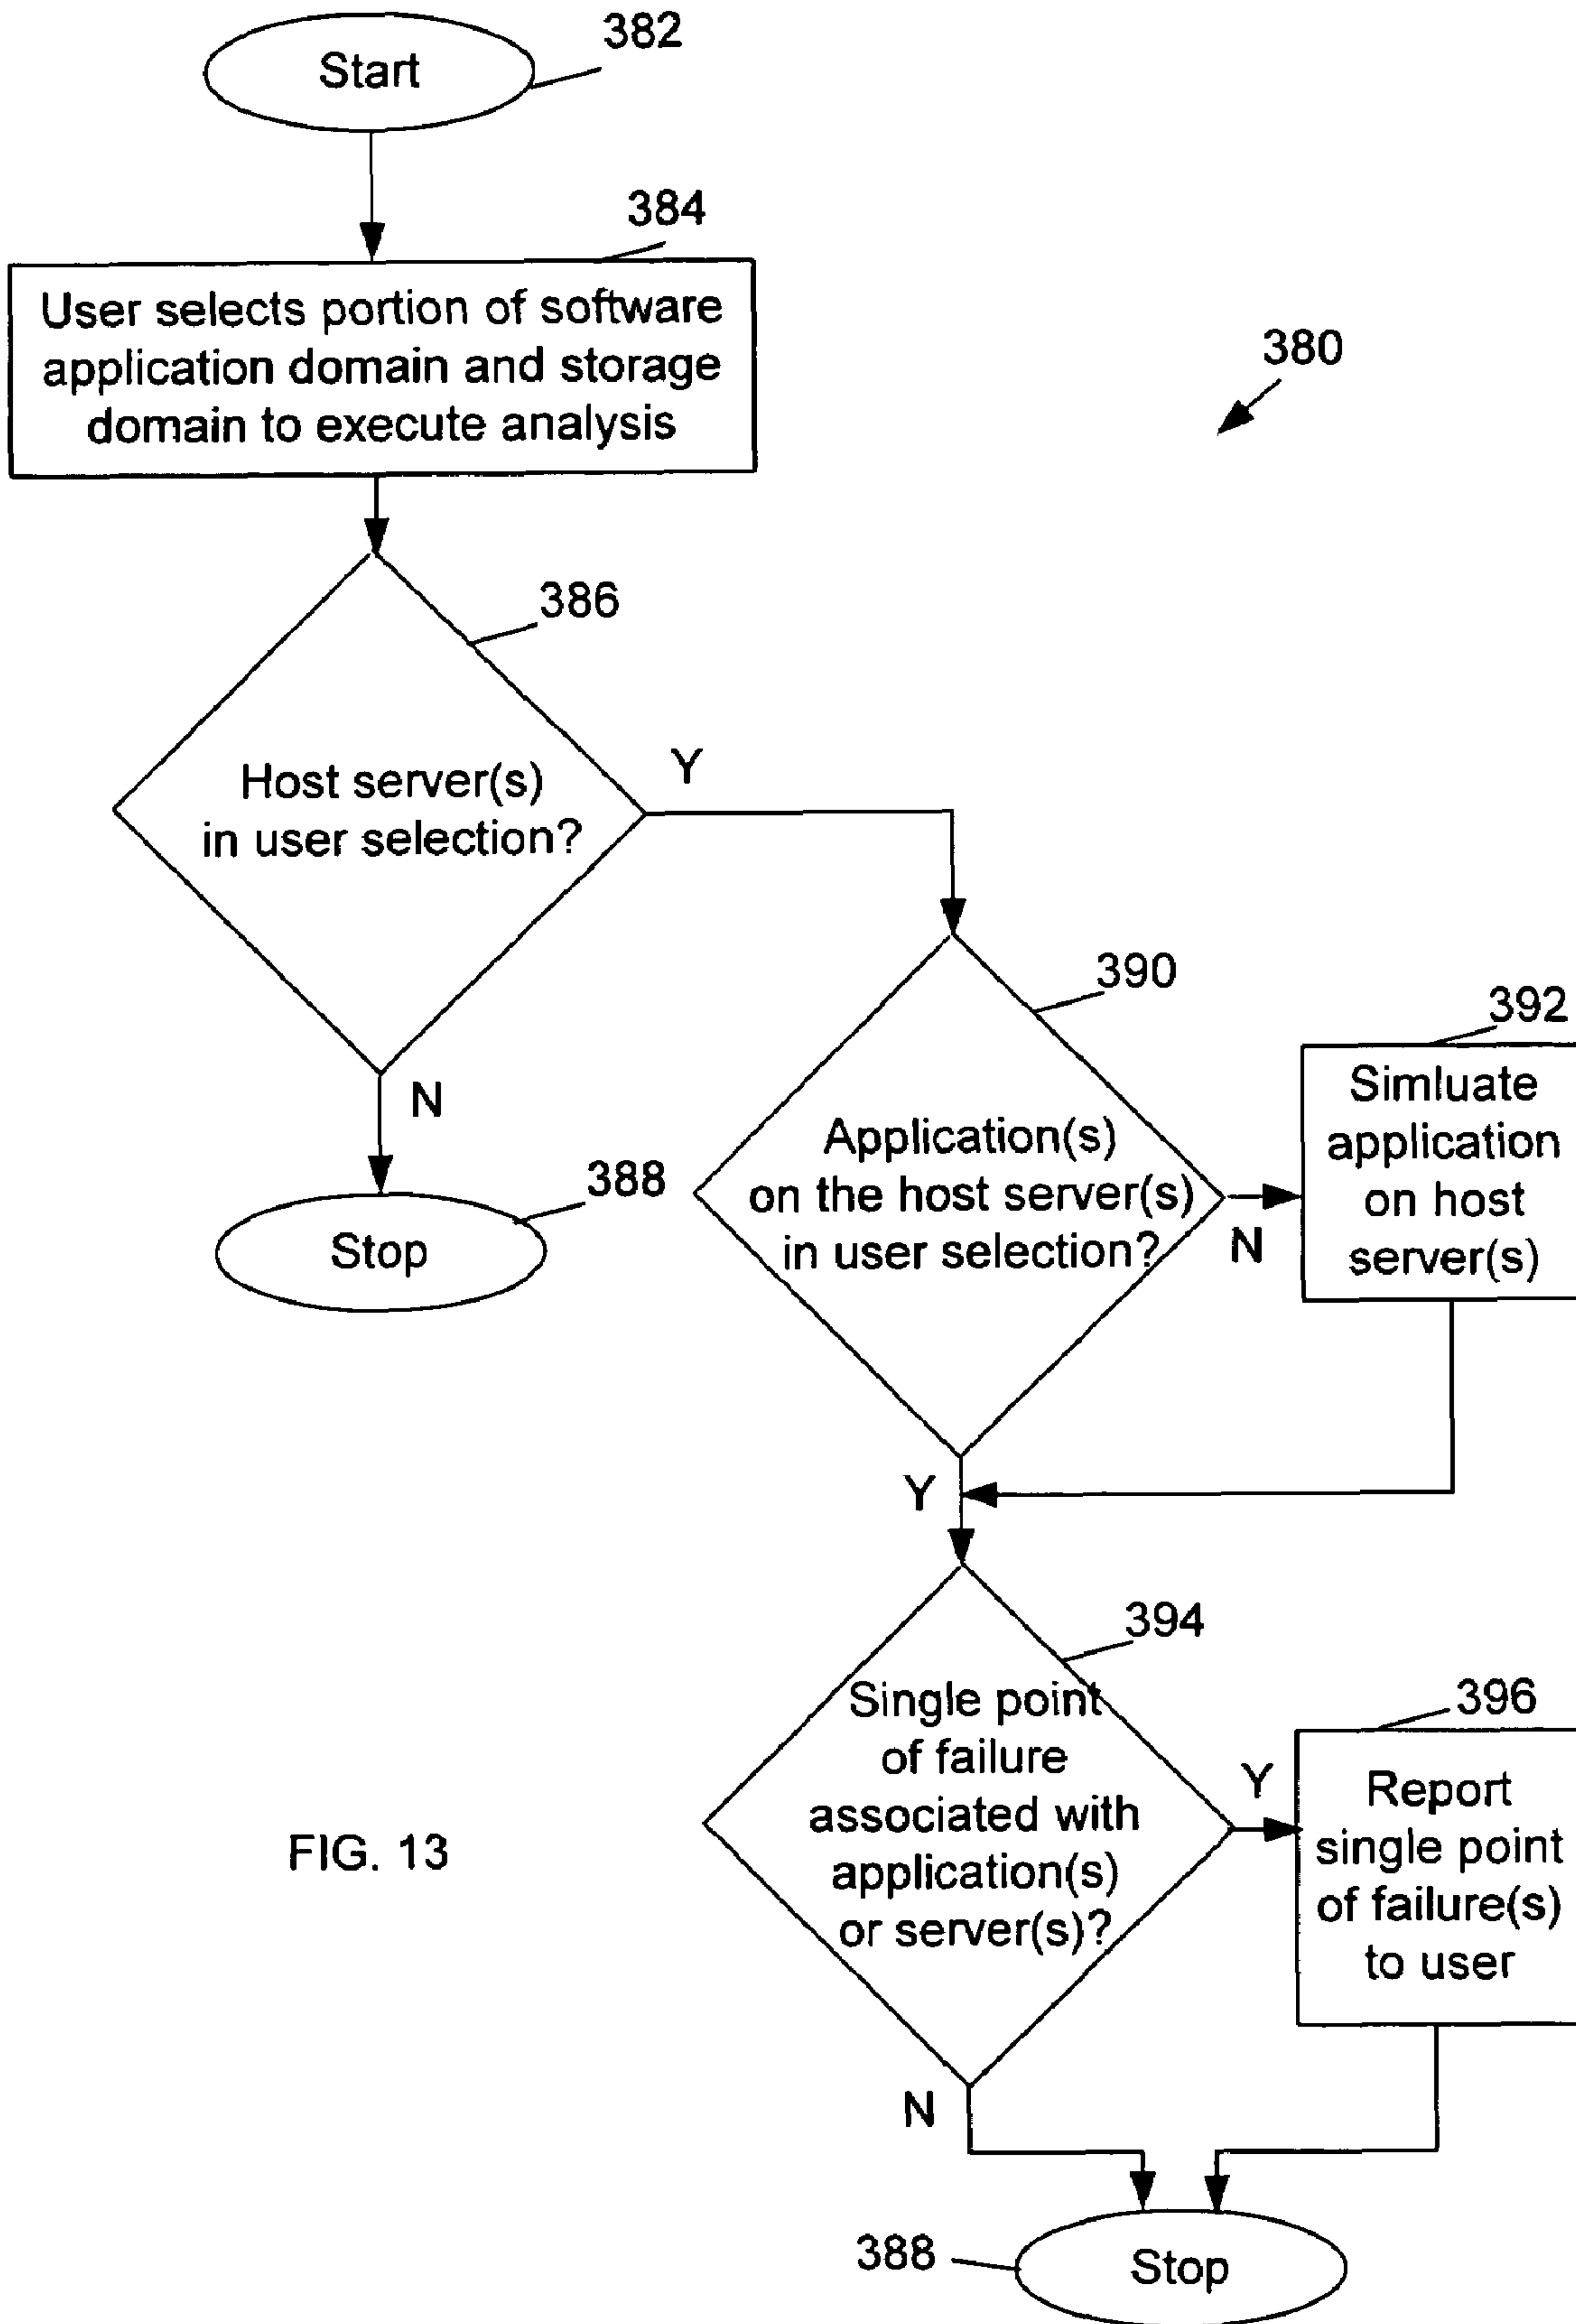 382
Start
384
User selects portion of software
application domain and storage
domain to execute analysis
380
386
Host server(s)
in user selection?
Y
N
388
Stop
390
Application(s)
on the host server(s)
in user selection?
N
392
Simluate
application
on host
server(s)
Y
394
Single point
of failure
associated with
application(s)
or server(s)?
Y
396
Report
single point
of failure(s)
to user
FIG. 13
N
388
Stop